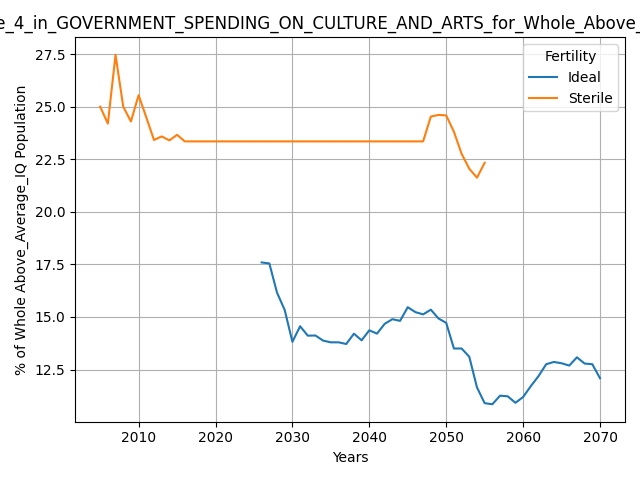 e_4_in_GOVERNMENT_SPENDING_ON_CULTURE_AND_ARTS_for_Whole_Above_
Fertility
Ideal
Sterile
% of Whole Above_Average_IQ Population
27.5
25.0
22.5
20.0
17.5
15.0
12.5
2010 2020 2030 2040 2050 2060 2070
Years